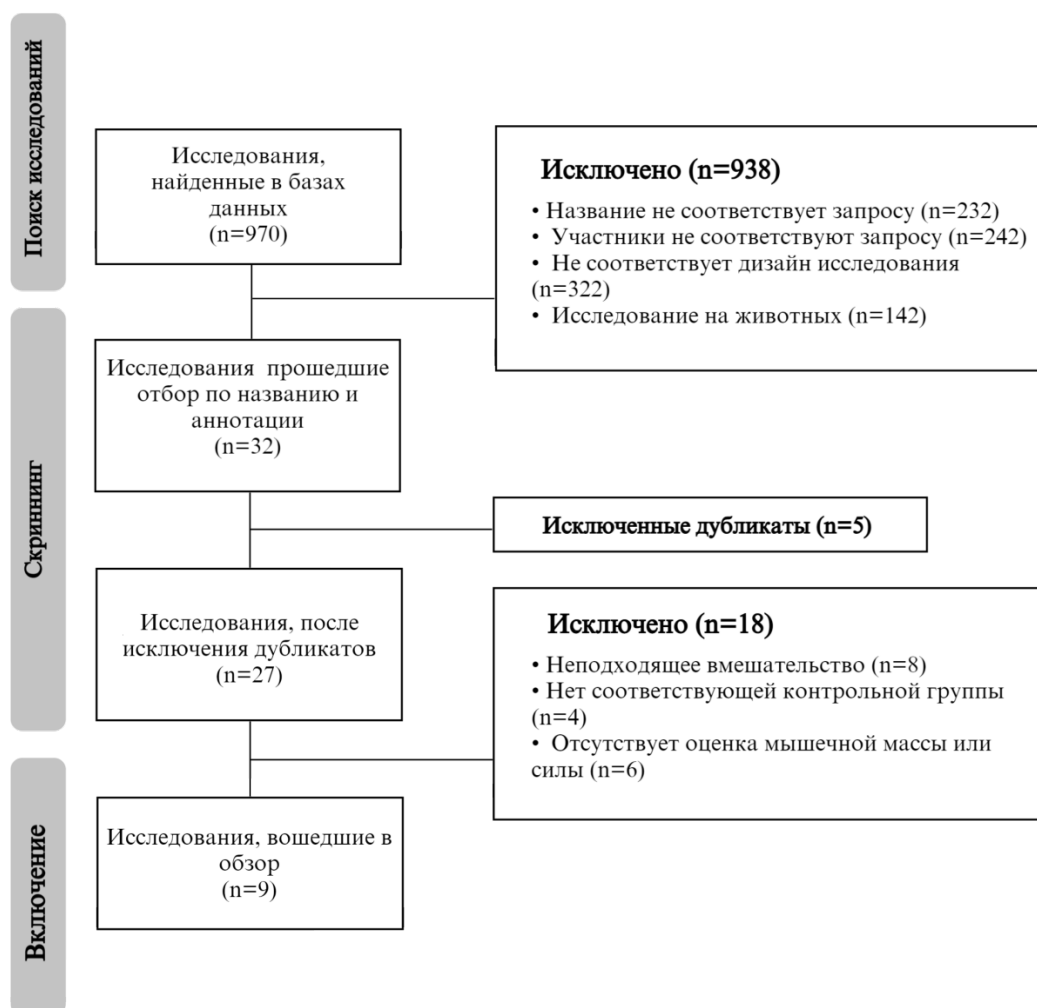 Поиск исследований
Исследования,
найденные в базах
данных
(n=970)
Исключено (n=938)
• Название не соответствует запросу (n=232)
• Участники не соответствуют запросу (n=242)
• Не соответствует дизайн исследования
(n=322)
• Исследование на животных (n=142)
Скриннинг
Исследования прошедшие
отбор по названию и
аннотации
(n=32)
Исключенные дубликаты (n=5)
Исследования, после
исключения дубликатов
(n=27)
Исключено (n=18)
• Неподходящее вмешательство (n=8)
• Нет соответствующей контрольной группы
(n=4)
• Отсутствует оценка мышечной массы или
силы (n=6)
Включение
Исследования, вошедшие в
обзор
(n=9)